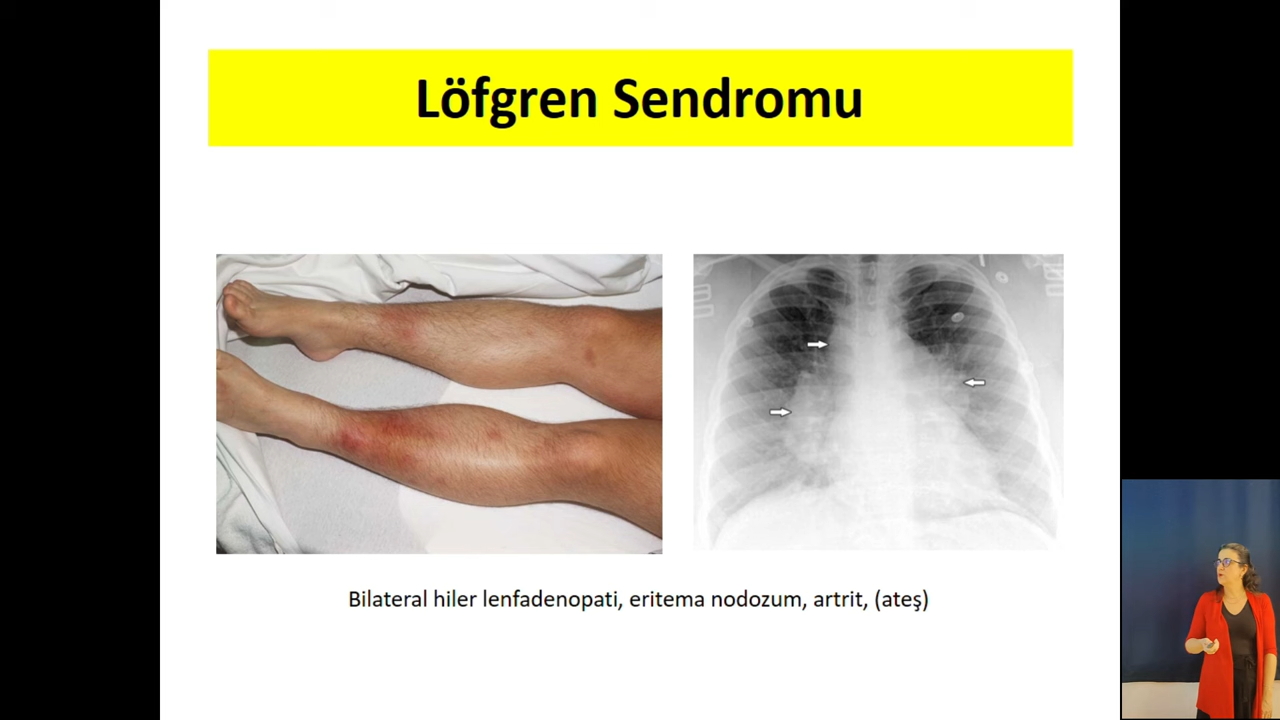 Löfgren Sendromu
Bilateral hiler lenfadenopati, eritema nodozum, artrit, (ateş)